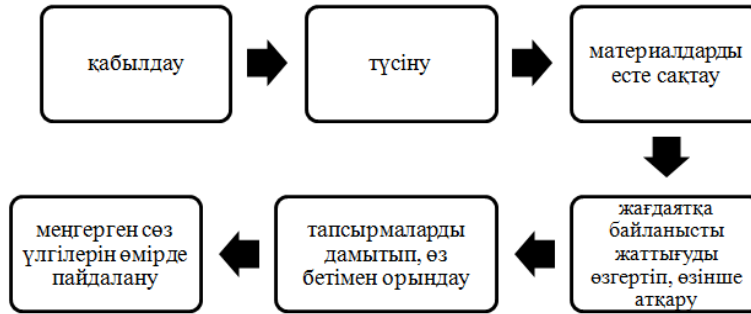 қабылдау
түсіну
материалдарды
есте сақтау
жағдаятқа
байланысты
жаттығуды
өзгертіп, өзінше
атқару
тапсырмаларды
дамытып, өз
бетімен орындау
меңгерген сөз
үлгілерін өмірде
пайдалану